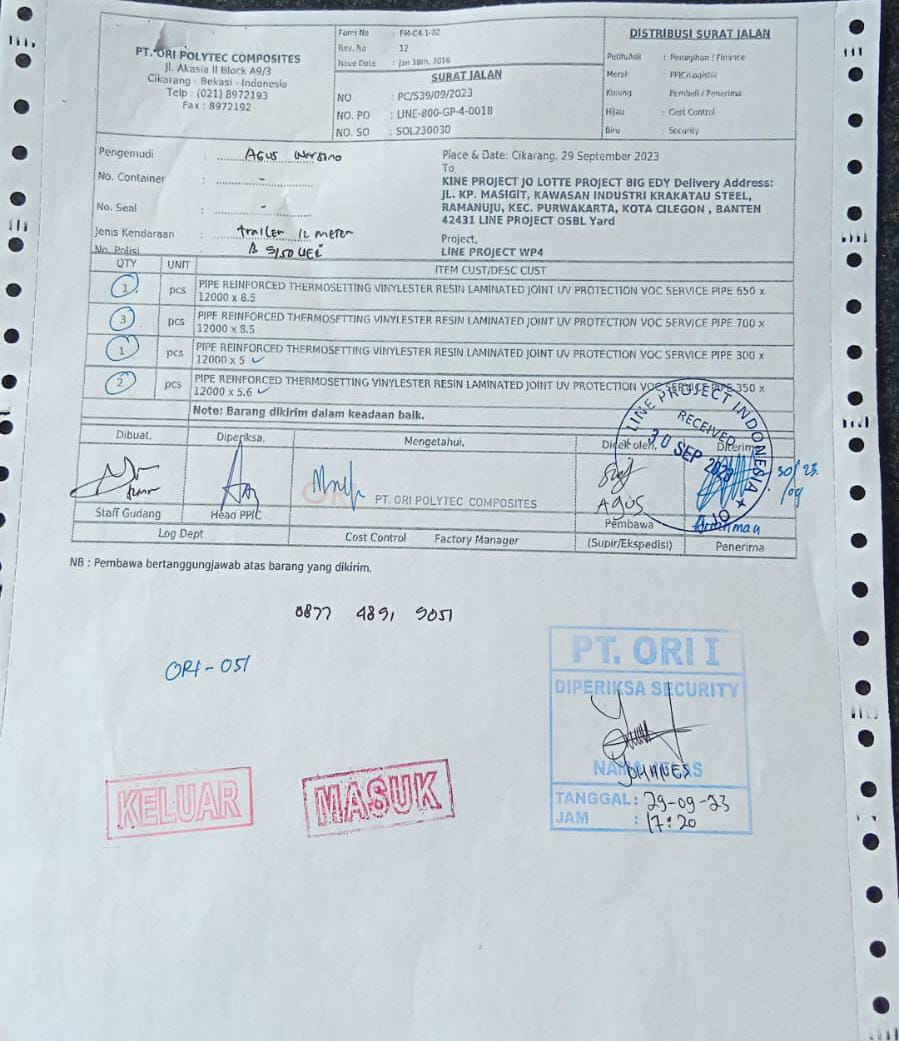 PT. ORI POLYTEC COMPOSITES
Jl. Akasia II Block A9/3
Cikarang - Bekasi - Indonesia
Telp : (021) 8972193
Fax : 8972192
Form No : FM-C4.1-02
Rev. No : 12
Issue Date : Jan 18th, 2016
SURAT JALAN
NO : PC/539/09/2023
NO. PO : LINE-800-GP-4-0018
NO. SO : SOL230030
DISTRIBUSI SURAT JALAN
Putih/Asli : Penagihan / Finance
Merah : PPIC/Logistic
Kuning : Pembeli / Penerima
Hijau : Cost Control
Biru : Security
Pengemudi : Agus
No. Container : -
No. Seal : -
Jenis Kendaraan : trailer 12 meter
No. Polisi B 9150 UEI
Place & Date: Cikarang, 29 September 2023
To
KINE PROJECT JO LOTTE PROJECT BIG EDY Delivery Address:
JL. KP. MASIGIT, KAWASAN INDUSTRI KRAKATAU STEEL,
RAMANUJU, KEC. PURWAKARTA, KOTA CILEGON , BANTEN
42431 LINE PROJECT OSBL Yard
Project,
LINE PROJECT WP4
QTY UNIT ITEM CUST/DESC CUST
1 pcs PIPE REINFORCED THERMOSETTING VINYLESTER RESIN LAMINATED JOINT UV PROTECTION VOC SERVICE PIPE 650 x
12000 x 8.5
3 pcs PIPE REINFORCED THERMOSETTING VINYLESTER RESIN LAMINATED JOINT UV PROTECTION VOC SERVICE PIPE 700 x
12000 x 8.5
1 pcs PIPE REINFORCED THERMOSETTING VINYLESTER RESIN LAMINATED JOINT UV PROTECTION VOC SERVICE PIPE 300 x
12000 x 5
2 pcs PIPE REINFORCED THERMOSETTING VINYLESTER RESIN LAMINATED JOINT UV PROTECTION VOC SERVICE PIPE 350 x
12000 x 5.6
Note: Barang dikirim dalam keadaan baik.
LINE PROJECT INDONESIA
RECEIVED
30 SEP 2023
Dibuat, Diperiksa, Mengetahui, Dicek oleh, Diterima
30/23
/09
ORI PT. ORI POLYTEC COMPOSITES
AGUS
Staff Gudang Head PPIC Pembawa
Log Dept Cost Control Factory Manager (Supir/Ekspedisi) Penerima
NB : Pembawa bertanggungjawab atas barang yang dikirim.
0877 4891 9051
ORI-051
PT. ORI I
DIPERIKSA SECURITY
YOHANES
TANGGAL: 29-09-23
JAM : 17:20
KELUAR
MASUK